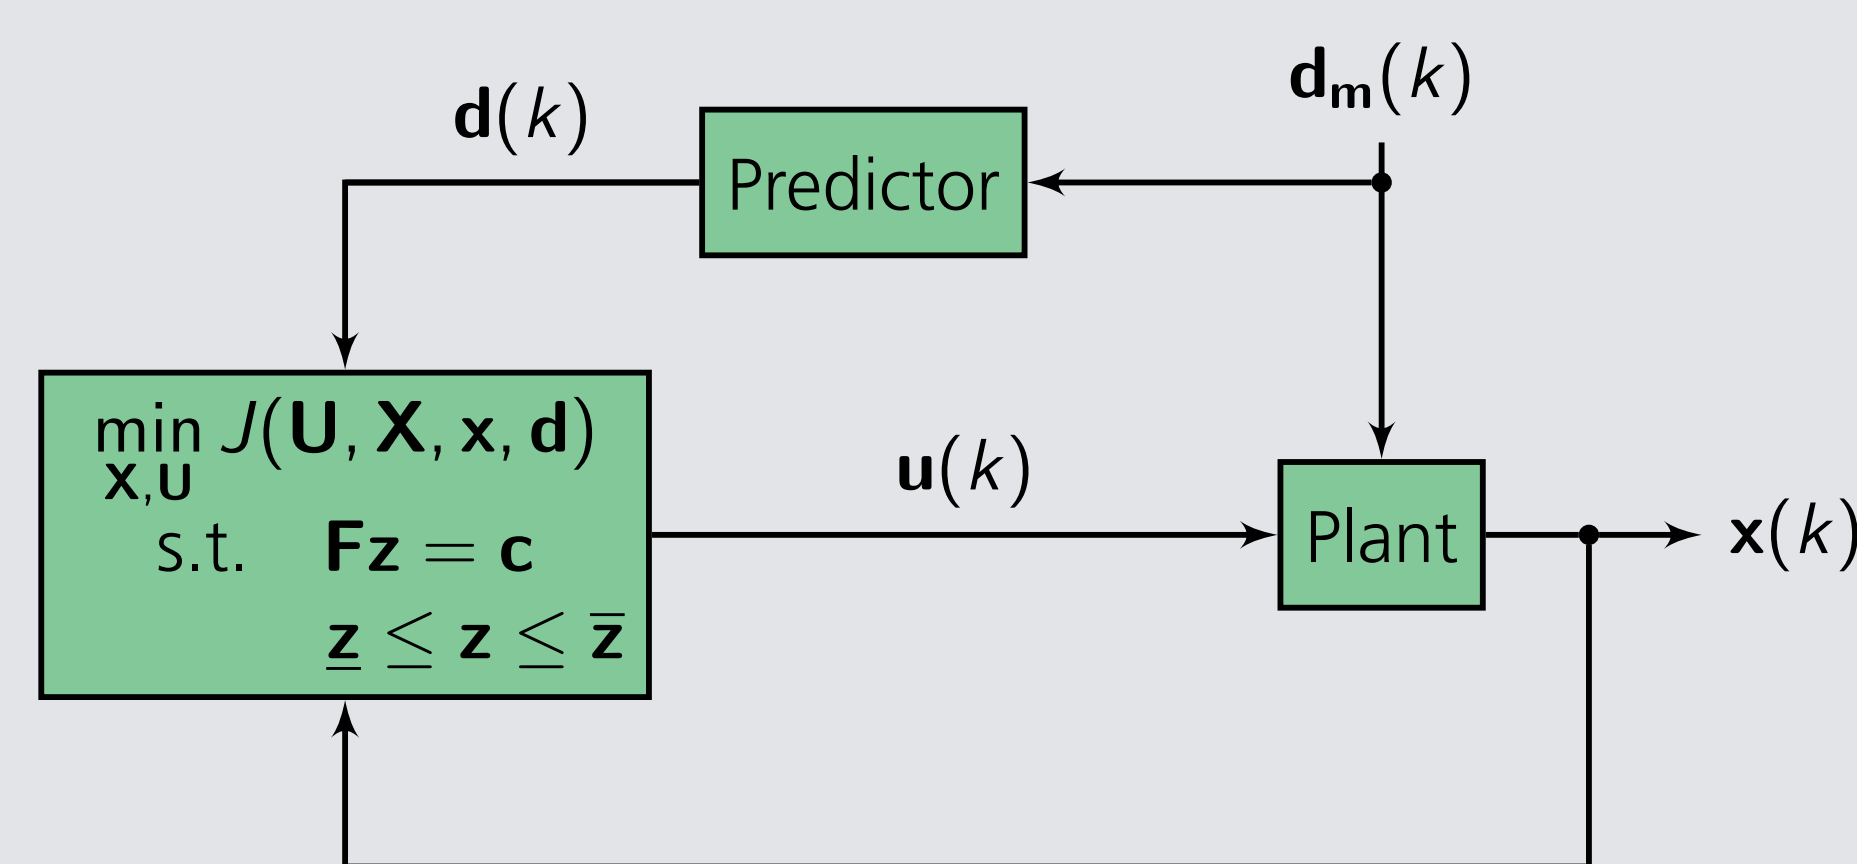 d_m(k)
d(k)
Predictor
min J(U, X, x, d)
X,U
s.t. Fz = c
z̲ ≤ z ≤ z̅
u(k)
Plant
x(k)